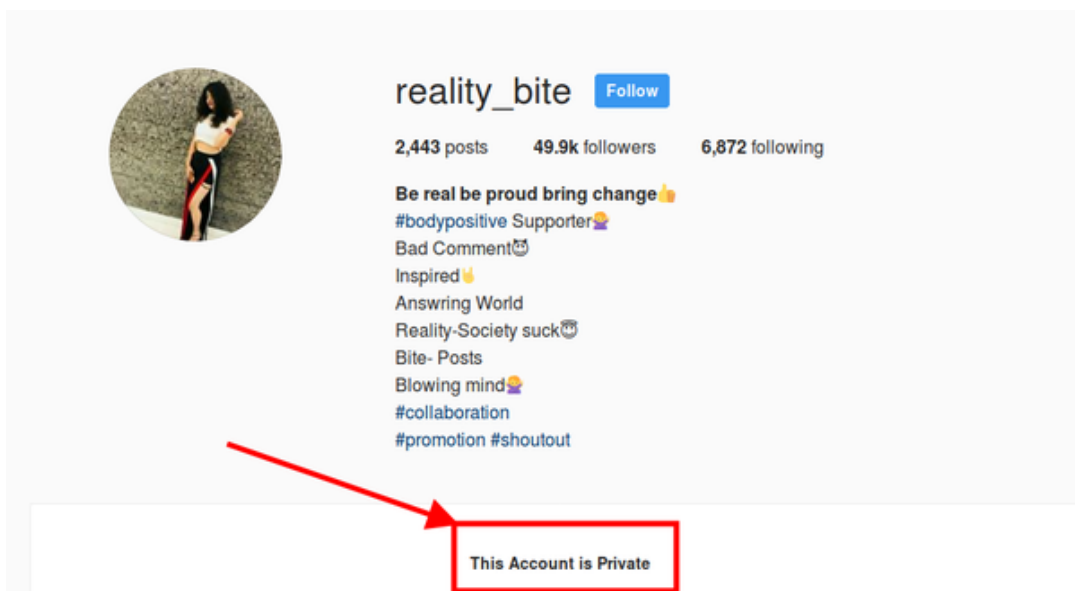 reality_bite Follow
2,443 posts 49.9k followers 6,872 following
Be real be proud bring change👍
#bodypositive Supporter🙅
Bad Comment😈
Inspired🤘
Answring World
Reality-Society suck😇
Bite- Posts
Blowing mind🙅
#collaboration
#promotion #shoutout
This Account is Private